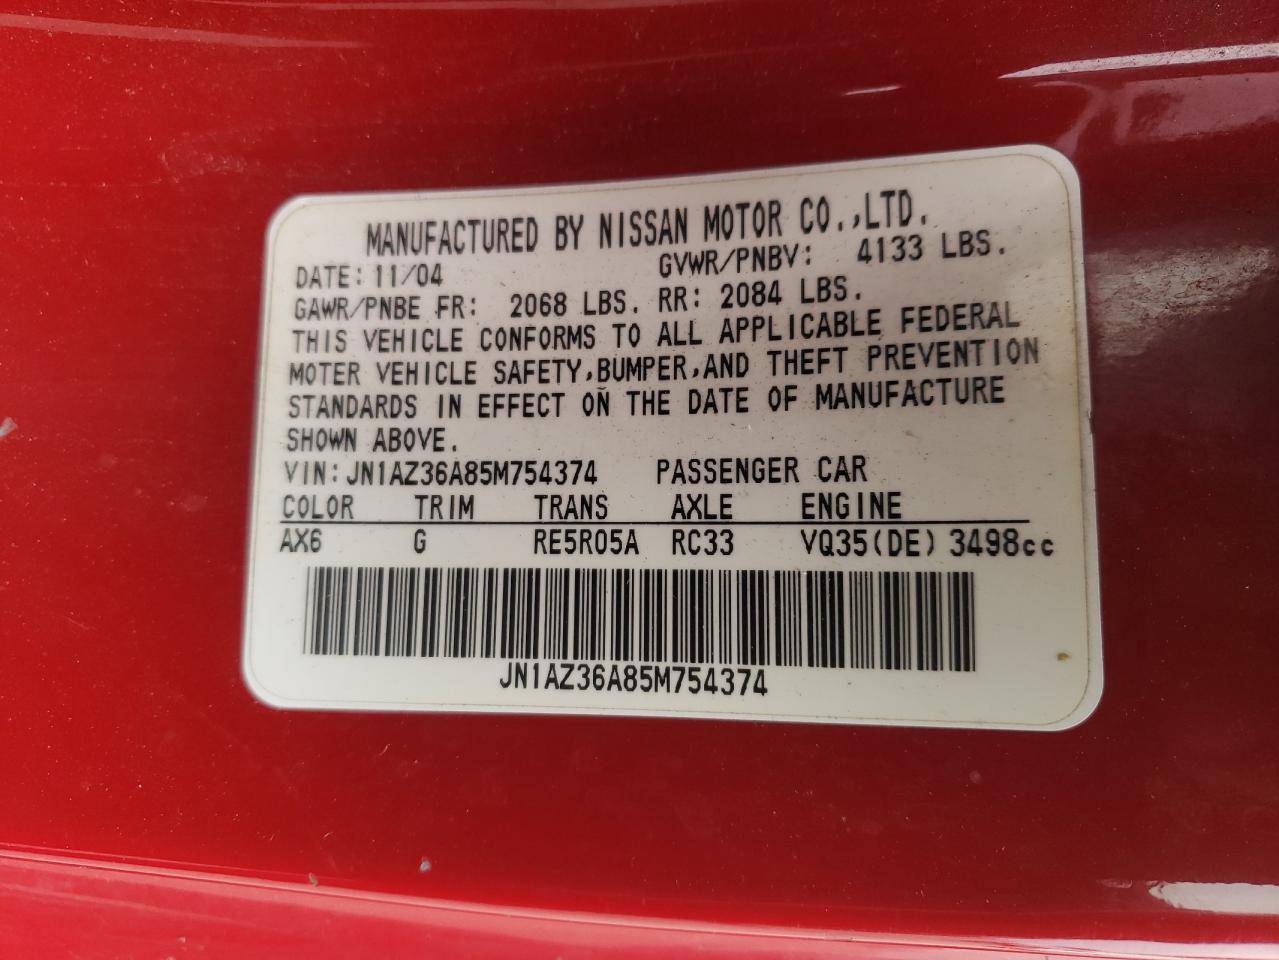 MANUFACTURED BY NISSAN MOTOR CO.,LTD.
DATE: 11/04 GVWR/PNBV: 4133 LBS.
GAWR/PNBE FR: 2068 LBS. RR: 2084 LBS.
THIS VEHICLE CONFORMS TO ALL APPLICABLE FEDERAL
MOTER VEHICLE SAFETY,BUMPER,AND THEFT PREVENTION
STANDARDS IN EFFECT ON THE DATE OF MANUFACTURE
SHOWN ABOVE.
VIN:JN1AZ36A85M754374 PASSENGER CAR
COLOR TRIM TRANS AXLE ENGINE
AX6 G RE5R05A RC33 VQ35(DE) 3498cc
JN1AZ36A85M754374